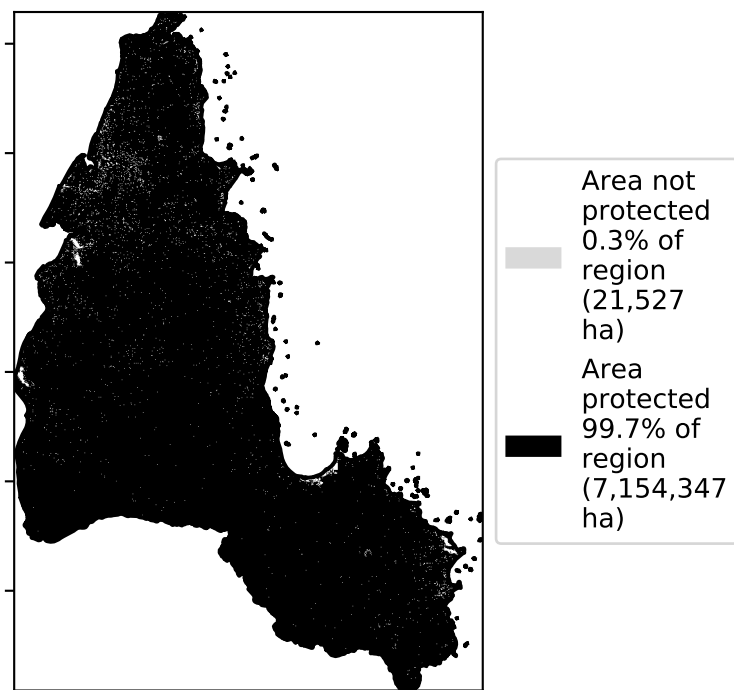 Area not
protected
0.3% of
region
(21,527
ha)
Area
protected
99.7% of
region
(7,154,347
ha)